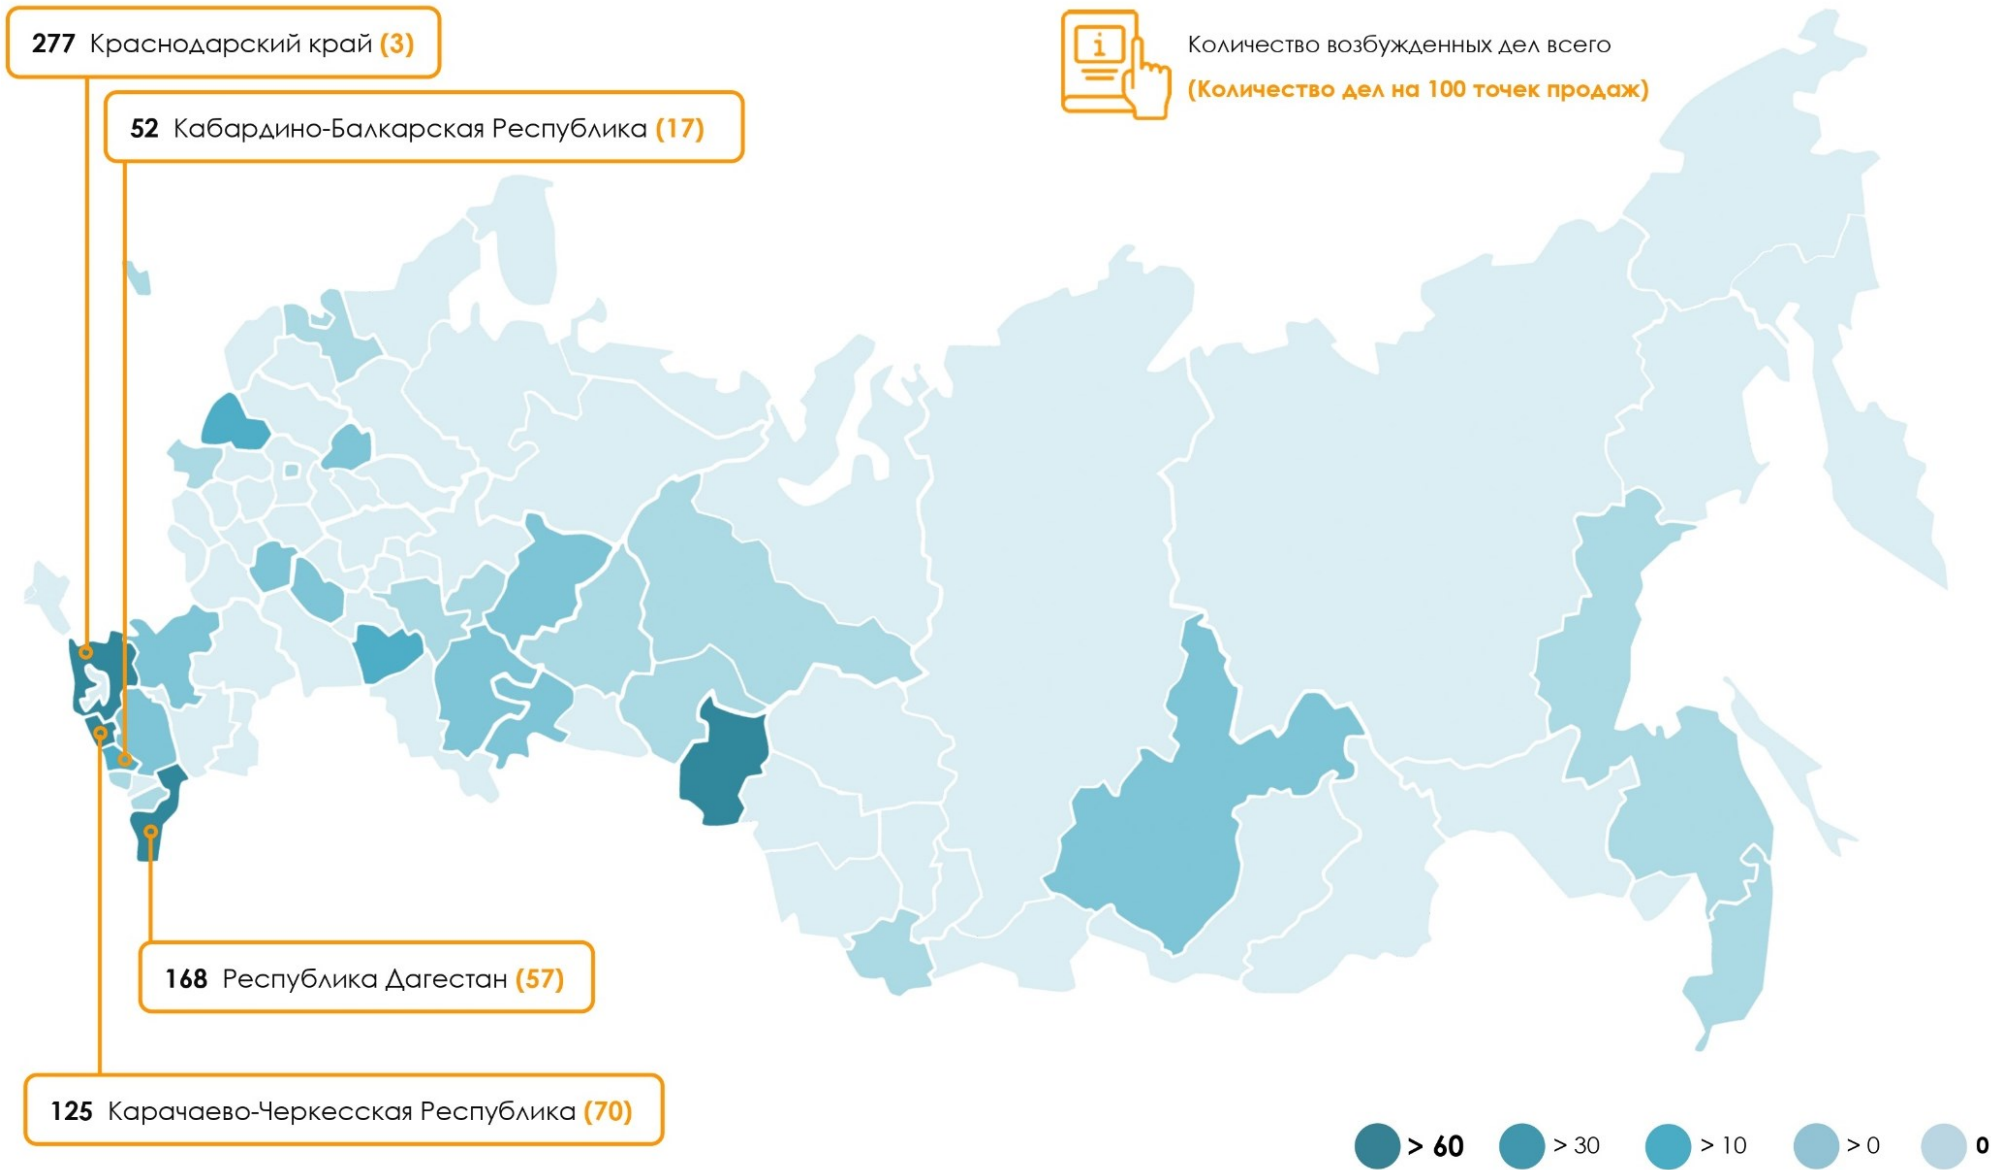 277 Краснодарский край (3)
52 Кабардино-Балкарская Республика (17)
i
Количество возбужденных дел всего
(Количество дел на 100 точек продаж)
168 Республика Дагестан (57)
125 Карачаево-Черкесская Республика (70)
> 60 > 30 > 10 > 0 0